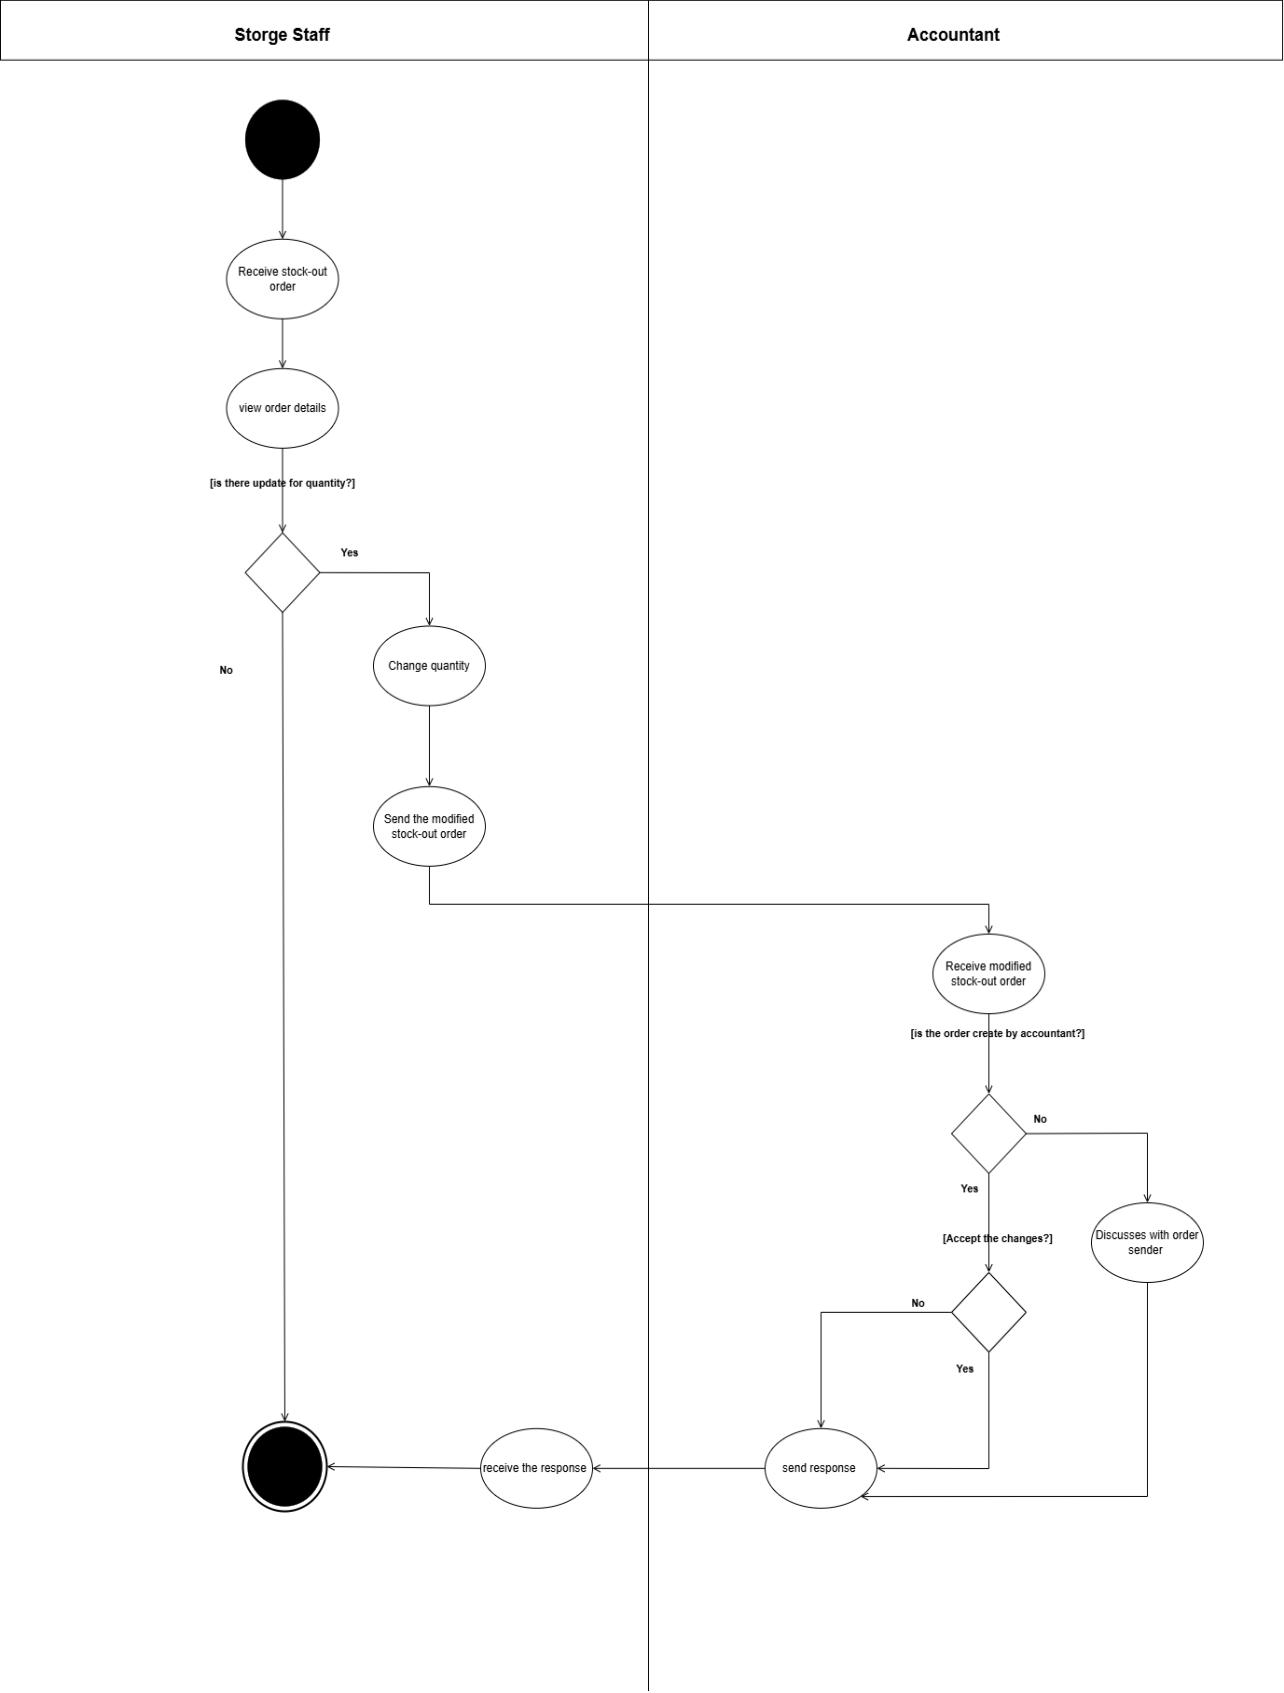 Storge Staff
Accountant
Receive stock-out
order
view order details
[is there update for quantity?]
Yes
No
Change quantity
Send the modified
stock-out order
Receive modified
stock-out order
[is the order create by accountant?]
No
Yes
Discusses with order
sender
[Accept the changes?]
No
Yes
receive the response
send response